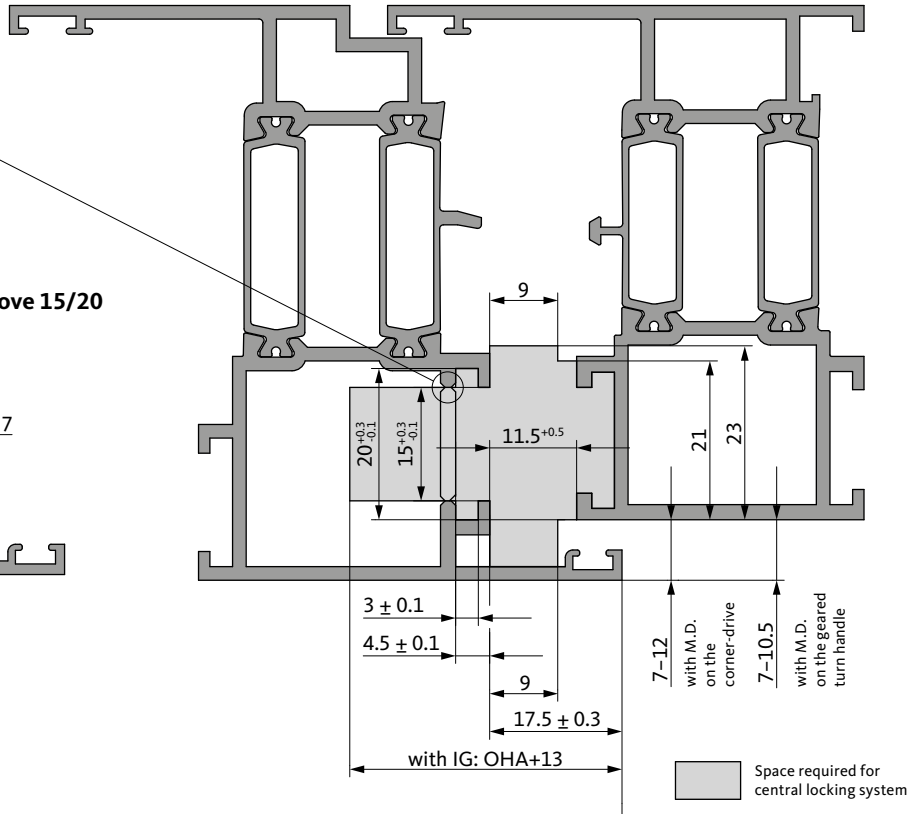 ove 15/20
7
9
20+0.3-0.1
15+0.3-0.1
11.5+0.5
21
23
3 ± 0.1
4.5 ± 0.1
9
17.5 ± 0.3
with IG: OHA+13
7–12
with M.D.
on the
corner-drive
7–10.5
with M.D.
on the geared
turn handle
Space required for
central locking system